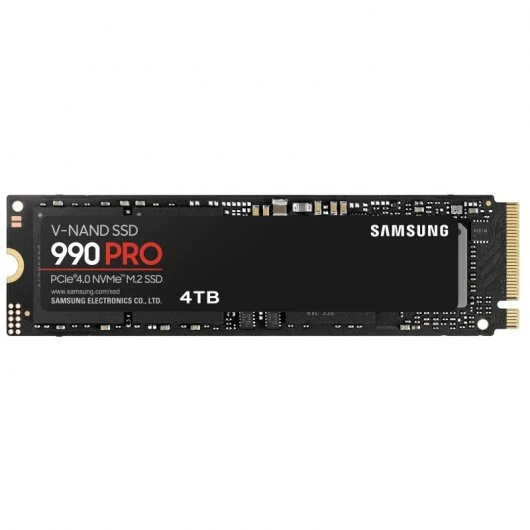 V-NAND SSD
990 PRO
PCIe® 4.0 NVMe™ M.2 SSD
www.samsung.com/ssd
SAMSUNG ELECTRONICS CO., LTD.
4TB
SAMSUNG